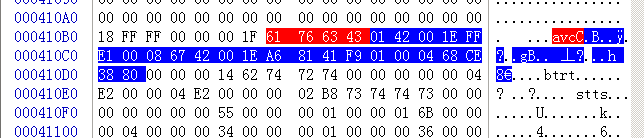 000410A0 00 00 00 00 00 00 00 00 00 00 00 00 00 00 00 00 ................
000410B0 18 FF FF 00 00 00 1F 61 76 63 43 01 42 00 1E FF .......avcC.B..ÿ
000410C0 E1 00 08 67 42 00 1E A6 81 41 F9 01 00 04 68 CE ?..gB..⊥?...h
000410D0 38 80 00 00 00 14 62 74 72 74 00 00 00 00 00 04 8€....btrt......
000410E0 E2 00 00 04 E2 00 00 00 02 B8 73 74 74 73 00 00 ?...?....stts..
000410F0 00 00 00 00 00 55 00 00 00 01 00 00 01 6B 00 00 .....U.......k..
00041100 00 04 00 00 00 34 00 00 00 01 00 00 00 36 00 00 .....4.......6..